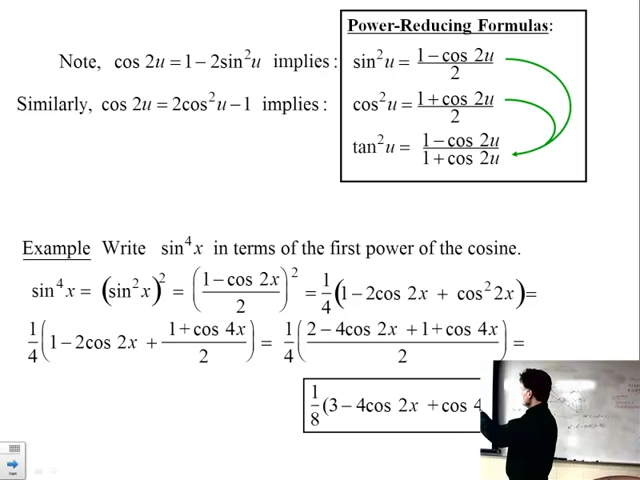 Power-Reducing Formulas:
Note, cos 2u = 1 − 2sin²u implies : sin²u = (1 − cos 2u)/2
Similarly, cos 2u = 2cos²u − 1 implies : cos²u = (1 + cos 2u)/2
tan²u = (1 − cos 2u)/(1 + cos 2u)
Example Write sin⁴x in terms of the first power of the cosine.
sin⁴x = (sin²x)² = ((1 − cos 2x)/2)² = 1/4 (1 − 2cos 2x + cos²2x) =
1/4 (1 − 2cos 2x + (1 + cos 4x)/2) = 1/4 ((2 − 4cos 2x + 1 + cos 4x)/2) =
1/8 (3 − 4cos 2x + cos 4